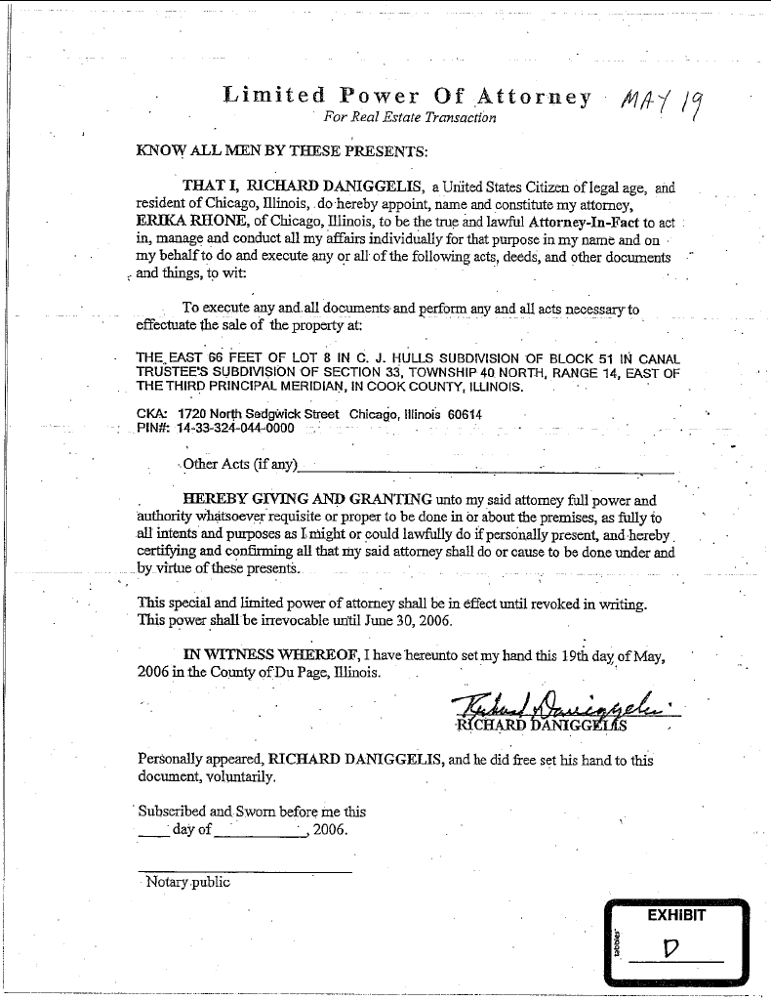 Limited Power Of Attorney MAY 19
For Real Estate Transaction
KNOW ALL MEN BY THESE PRESENTS:
THAT I, RICHARD DANIGGELIS, a United States Citizen of legal age, and
resident of Chicago, Illinois, do hereby appoint, name and constitute my attorney,
ERIKA RHONE, of Chicago, Illinois, to be the true and lawful Attorney-In-Fact to act
in, manage and conduct all my affairs individually for that purpose in my name and on
my behalf to do and execute any or all of the following acts, deeds, and other documents
and things, to wit:
To execute any and all documents and perform any and all acts necessary to
effectuate the sale of the property at:
THE EAST 66 FEET OF LOT 8 IN C. J. HULLS SUBDIVISION OF BLOCK 51 IN CANAL
TRUSTEE'S SUBDIVISION OF SECTION 33, TOWNSHIP 40 NORTH, RANGE 14, EAST OF
THE THIRD PRINCIPAL MERIDIAN, IN COOK COUNTY, ILLINOIS.
CKA: 1720 North Sedgwick Street Chicago, Illinois 60614
PIN#: 14-33-324-044-0000
Other Acts (if any)
HEREBY GIVING AND GRANTING unto my said attorney full power and
authority whatsoever requisite or proper to be done in or about the premises, as fully to
all intents and purposes as I might or could lawfully do if personally present, and hereby
certifying and confirming all that my said attorney shall do or cause to be done under and
by virtue of these presents.
This special and limited power of attorney shall be in effect until revoked in writing.
This power shall be irrevocable until June 30, 2006.
IN WITNESS WHEREOF, I have hereunto set my hand this 19th day of May,
2006 in the County of Du Page, Illinois.
Richard Daniggelis
RICHARD DANIGGELIS
Personally appeared, RICHARD DANIGGELIS, and he did free set his hand to this
document, voluntarily.
Subscribed and Sworn before me this
____ day of ____________, 2006.
Notary public
EXHIBIT
tabbies
D